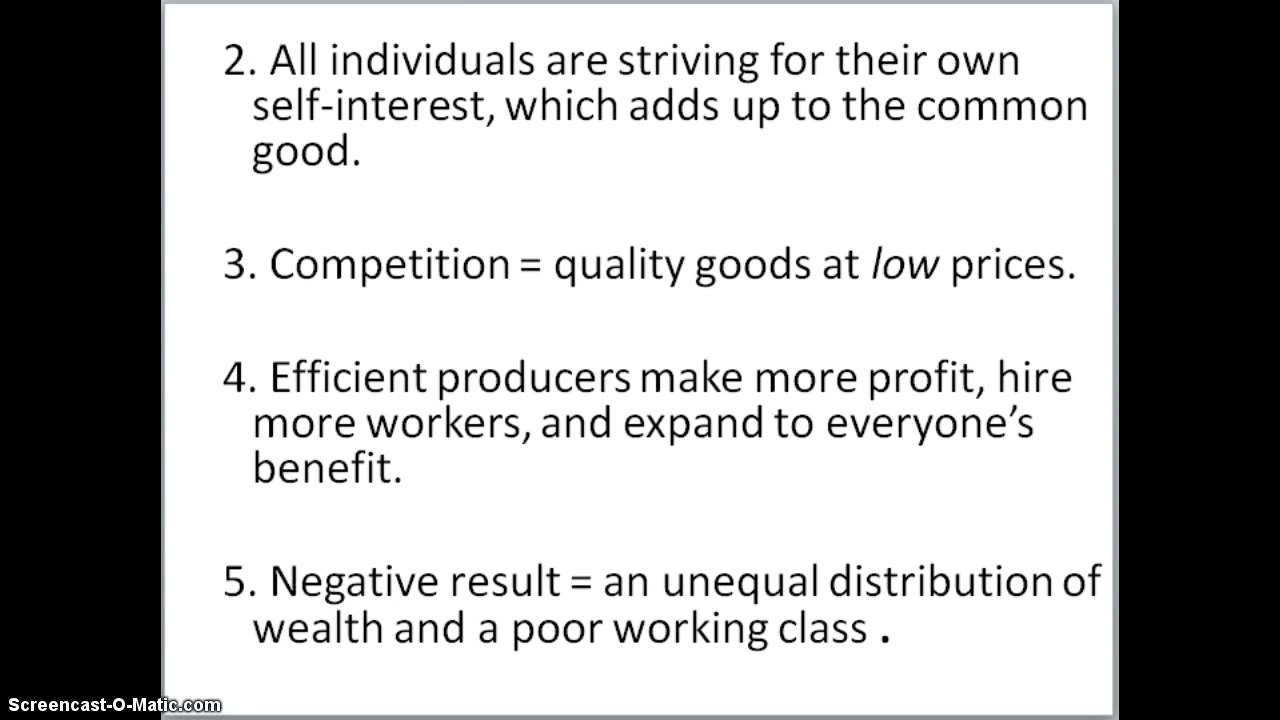 2. All individuals are striving for their own
self-interest, which adds up to the common
good.
3. Competition = quality goods at low prices.
4. Efficient producers make more profit, hire
more workers, and expand to everyone’s
benefit.
5. Negative result = an unequal distribution of
wealth and a poor working class .
Screencast-O-Matic.com